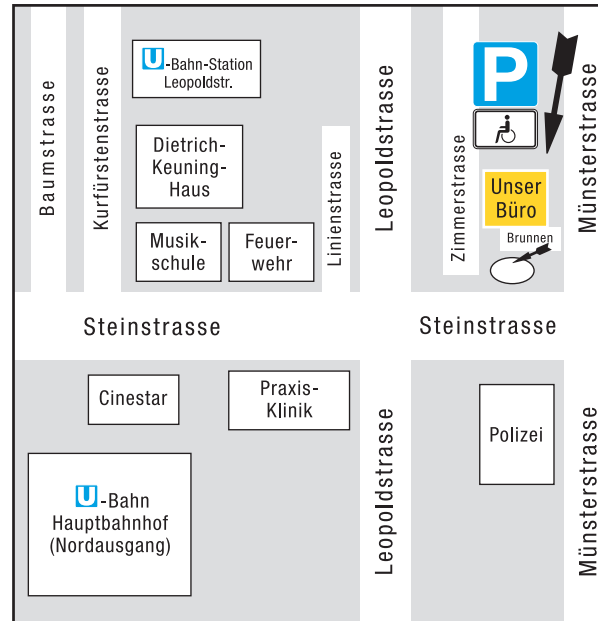 Baumstrasse
Kurfürstenstrasse
U-Bahn-Station
Leopoldstr.
Dietrich-
Keuning-
Haus
Musik-
schule
Feuer-
wehr
Linienstrasse
Leopoldstrasse
Zimmerstrasse
P
Unser
Büro
Brunnen
Münsterstrasse
Steinstrasse
Steinstrasse
Cinestar
Praxis-
Klinik
U-Bahn
Hauptbahnhof
(Nordausgang)
Leopoldstrasse
Polizei
Münsterstrasse